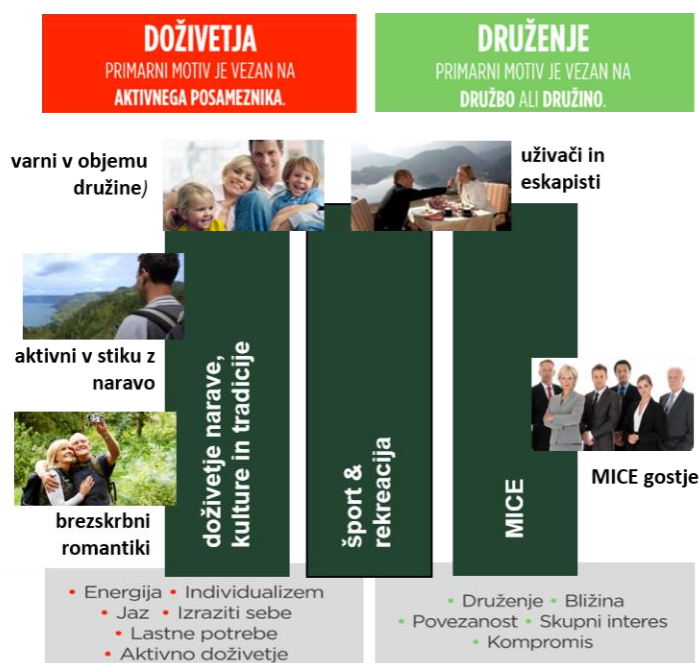 DOŽIVETJA
PRIMARNI MOTIV JE VEZAN NA
AKTIVNEGA POSAMEZNIKA.
DRUŽENJE
PRIMARNI MOTIV JE VEZAN NA
DRUŽBO ALI DRUŽINO.
varni v objemu
družine)
uživači in
eskapisti
aktivni v stiku z
naravo
brezskrbni
romantiki
doživetje narave,
kulture in tradicije
šport &
rekreacija
MICE
MICE gostje
• Energija • Individualizem
• Jaz • Izraziti sebe
• Lastne potrebe
• Aktivno doživetje
• Druženje • Bližina
• Povezanost • Skupni interes
• Kompromis